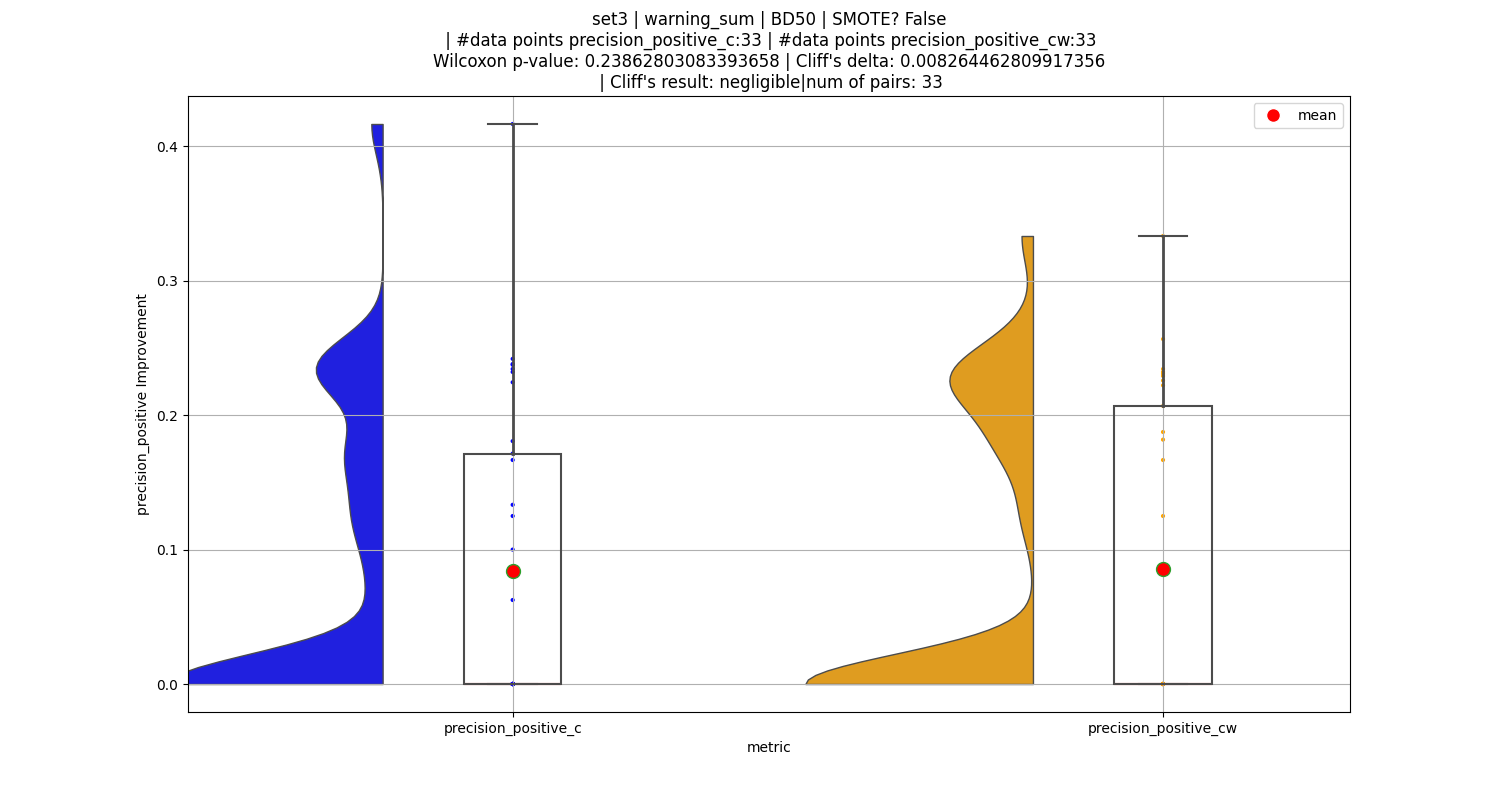 set3 | warning_sum | BD50 | SMOTE? False
| #data points precision_positive_c:33 | #data points precision_positive_cw:33
Wilcoxon p-value: 0.23862803083393658 | Cliff's delta: 0.008264462809917356
| Cliff's result: negligible|num of pairs: 33
mean
0.4
0.3
0.2
0.1
0.0
precision_positive Improvement
precision_positive_c
precision_positive_cw
metric